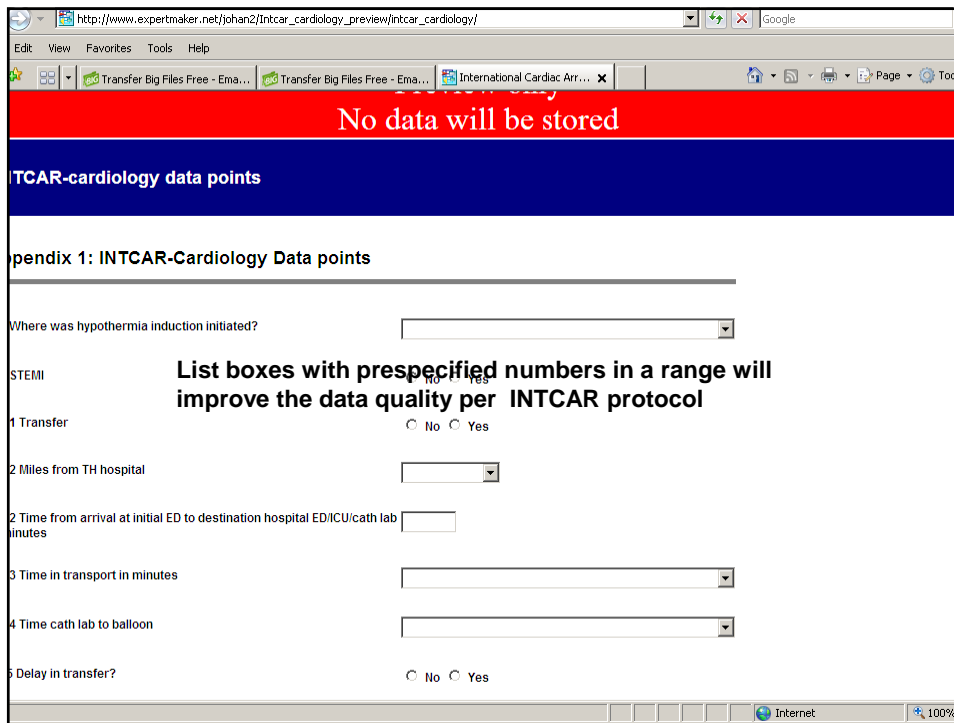 http://www.expertmaker.net/johan2/Intcar_cardiology_preview/intcar_cardiology/
Google
Edit View Favorites Tools Help
Transfer Big Files Free - Ema...
Transfer Big Files Free - Ema...
International Cardiac Arr...
Page
Preview only
No data will be stored
TCAR-cardiology data points
pendix 1: INTCAR-Cardiology Data points
Where was hypothermia induction initiated?
STEMI
No Yes
List boxes with prespecified numbers in a range will
improve the data quality per INTCAR protocol
1 Transfer
No Yes
2 Miles from TH hospital
2 Time from arrival at initial ED to destination hospital ED/ICU/cath lab
inutes
3 Time in transport in minutes
4 Time cath lab to balloon
Delay in transfer?
No Yes
Internet
100%